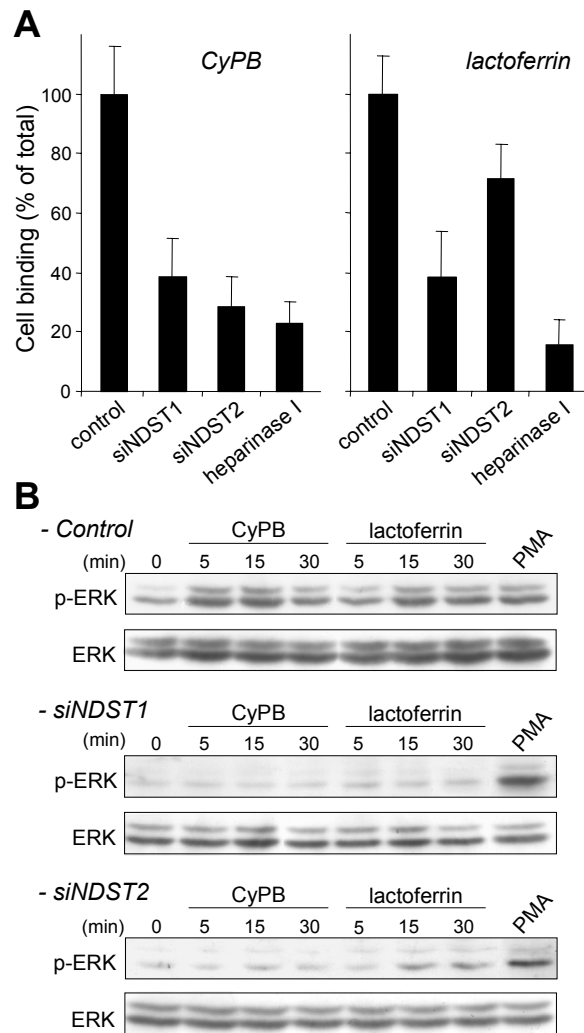 A
CyPB
lactoferrin
Cell binding (% of total)
100
80
60
40
20
0
control
siNDST1
siNDST2
heparinase I
control
siNDST1
siNDST2
heparinase I
B
- Control
CyPB
lactoferrin
PMA
(min) 0 5 15 30 5 15 30
p-ERK
ERK
- siNDST1
CyPB
lactoferrin
PMA
(min) 0 5 15 30 5 15 30
p-ERK
ERK
- siNDST2
CyPB
lactoferrin
PMA
(min) 0 5 15 30 5 15 30
p-ERK
ERK